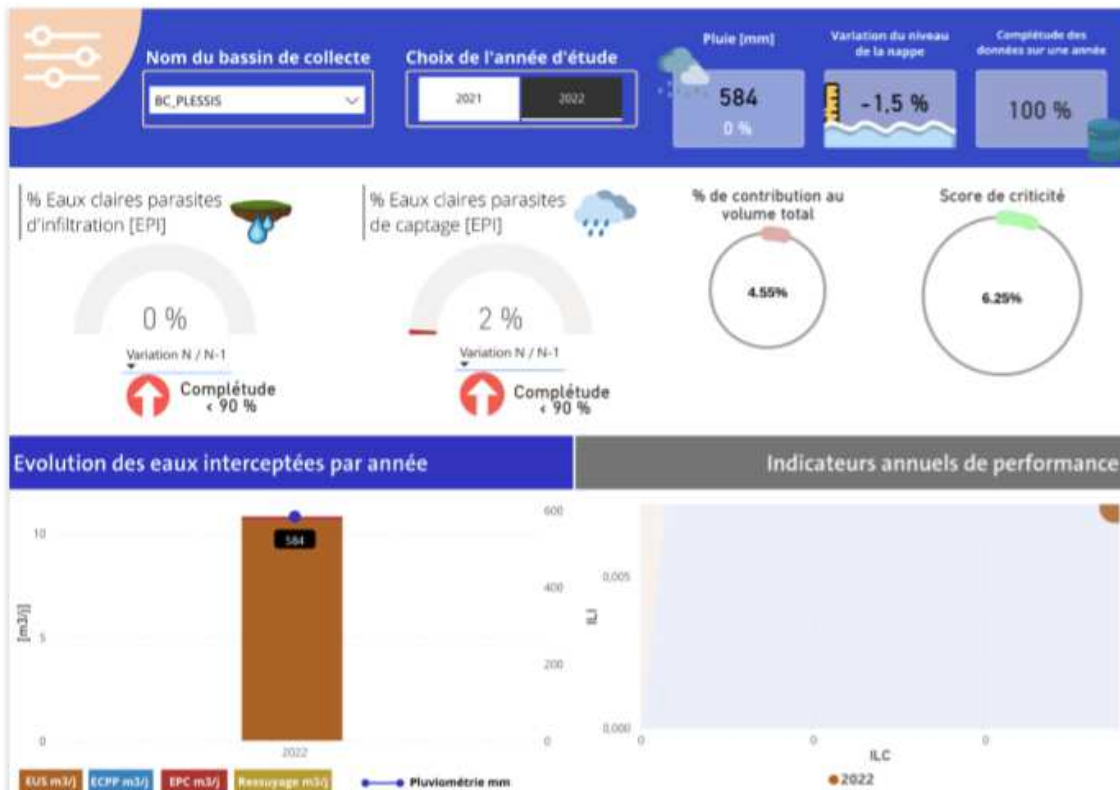 Nom du bassin de collecte
BC_PLESSIS
Choix de l'année d'étude
2021
2022
Pluie [mm]
584
0 %
Variation du niveau
de la nappe
-1,5 %
Complétude des
données sur une année
100 %
% Eaux claires parasites
d'infiltration [EPI]
0 %
Variation N / N-1
Complétude
< 90 %
% Eaux claires parasites
de captage [EPI]
2 %
Variation N / N-1
Complétude
< 90 %
% de contribution au
volume total
4.55%
Score de criticité
6.25%
Evolution des eaux interceptées par année
[m3/j]
10
5
0
584
600
400
200
0
2022
EUS m3/j
ECPP m3/j
EPC m3/j
Ressuyage m3/j
Pluviométrie mm
Indicateurs annuels de performance
ILI
0,005
0,000
0
0
0
ILC
2022